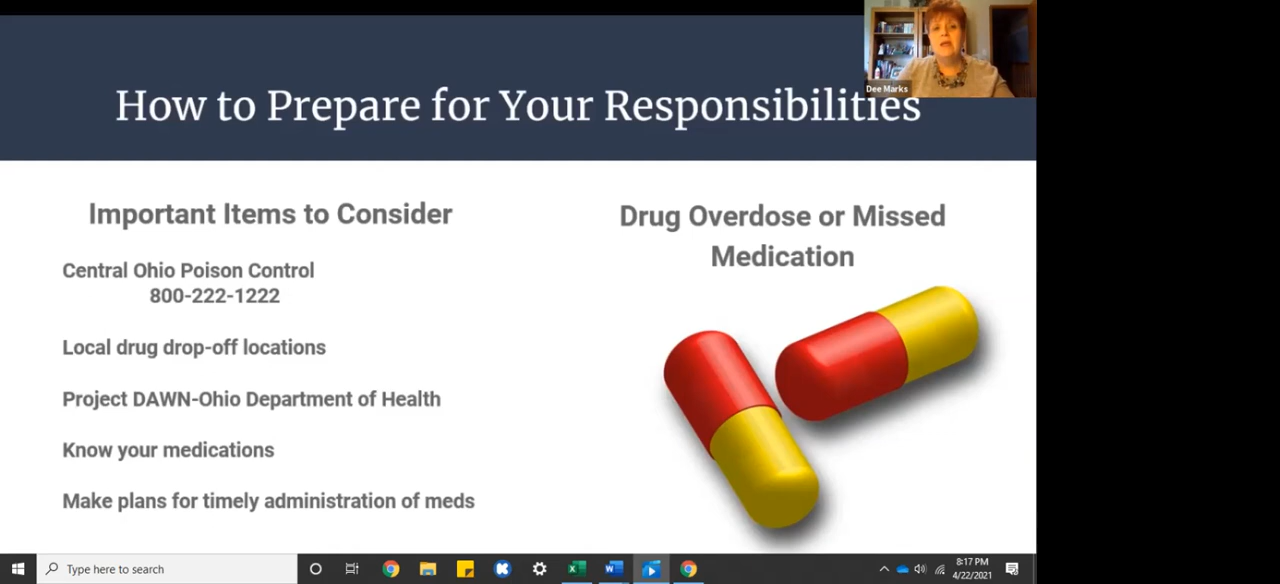 Dee Marks
How to Prepare for Your Responsibilities
Important Items to Consider
Central Ohio Poison Control
800-222-1222
Local drug drop-off locations
Project DAWN-Ohio Department of Health
Know your medications
Make plans for timely administration of meds
Drug Overdose or Missed
Medication
Type here to search
8:17 PM
4/22/2021